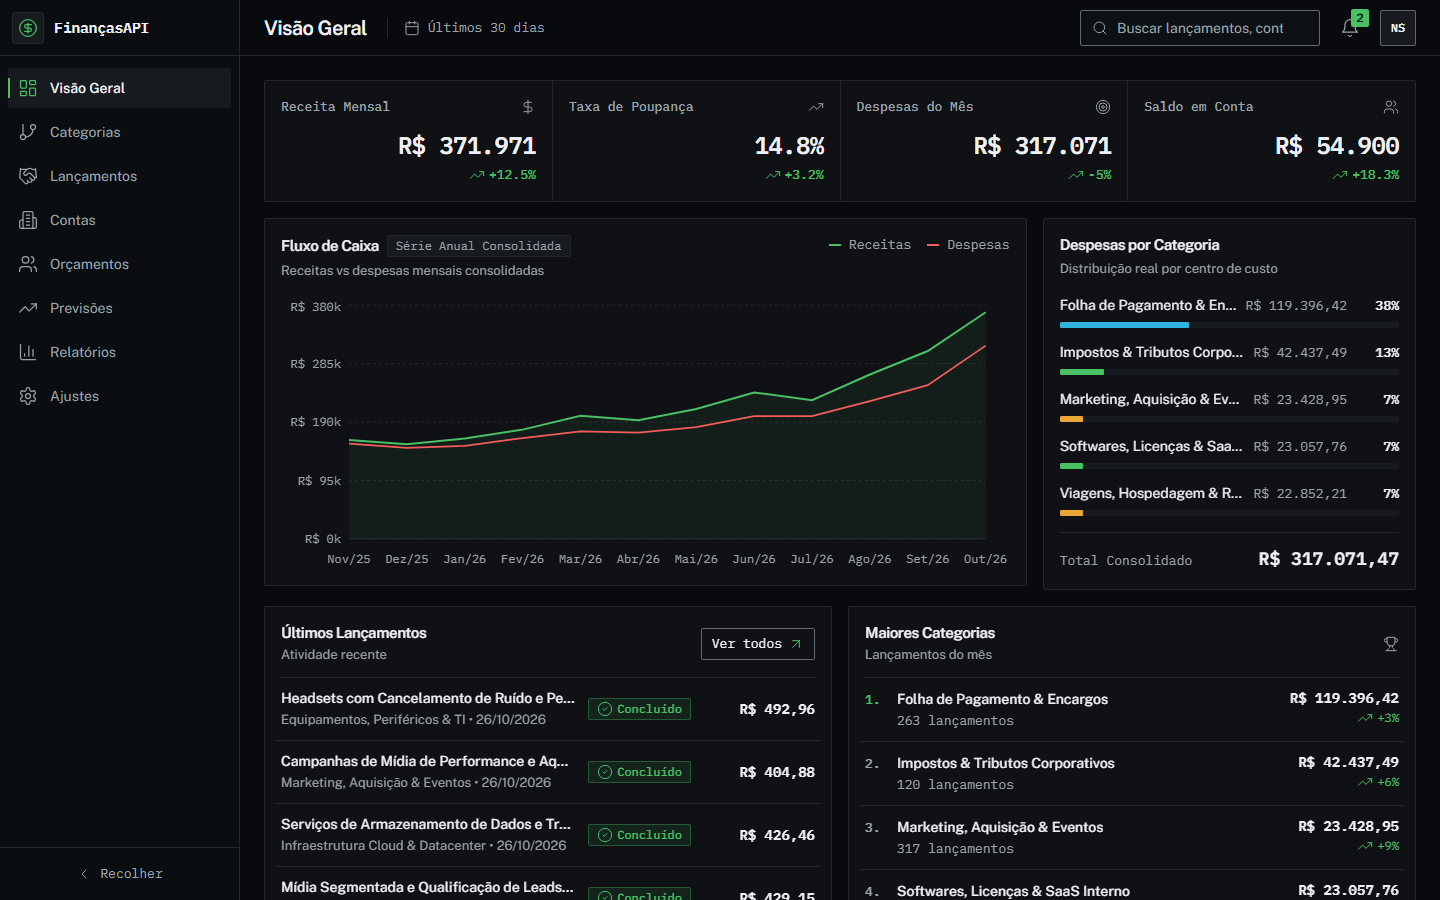 FinançasAPI
Visão Geral
Categorias
Lançamentos
Contas
Orçamentos
Previsões
Relatórios
Ajustes
Recolher
Visão Geral
Últimos 30 dias
Buscar lançamentos, cont
2
NS
Receita Mensal
R$ 371.971
+12.5%
Taxa de Poupança
14.8%
+3.2%
Despesas do Mês
R$ 317.071
-5%
Saldo em Conta
R$ 54.900
+18.3%
Fluxo de Caixa
Série Anual Consolidada
Receitas vs despesas mensais consolidadas
Receitas
Despesas
R$ 380k
R$ 285k
R$ 190k
R$ 95k
R$ 0k
Nov/25 Dez/25 Jan/26 Fev/26 Mar/26 Abr/26 Mai/26 Jun/26 Jul/26 Ago/26 Set/26 Out/26
Despesas por Categoria
Distribuição real por centro de custo
Folha de Pagamento & En... R$ 119.396,42 38%
Impostos & Tributos Corpo... R$ 42.437,49 13%
Marketing, Aquisição & Ev... R$ 23.428,95 7%
Softwares, Licenças & Saa... R$ 23.057,76 7%
Viagens, Hospedagem & R... R$ 22.852,21 7%
Total Consolidado R$ 317.071,47
Últimos Lançamentos
Atividade recente
Ver todos
Headsets com Cancelamento de Ruído e Pe...
Equipamentos, Periféricos & TI • 26/10/2026
Concluído
R$ 492,96
Campanhas de Mídia de Performance e Aq...
Marketing, Aquisição & Eventos • 26/10/2026
Concluído
R$ 404,88
Serviços de Armazenamento de Dados e Tr...
Infraestrutura Cloud & Datacenter • 26/10/2026
Concluído
R$ 426,46
Mídia Segmentada e Qualificação de Leads...
Concluído
R$ 429,15
Maiores Categorias
Lançamentos do mês
1. Folha de Pagamento & Encargos
263 lançamentos
R$ 119.396,42
+3%
2. Impostos & Tributos Corporativos
120 lançamentos
R$ 42.437,49
+6%
3. Marketing, Aquisição & Eventos
317 lançamentos
R$ 23.428,95
+9%
4. Softwares, Licenças & SaaS Interno
R$ 23.057,76